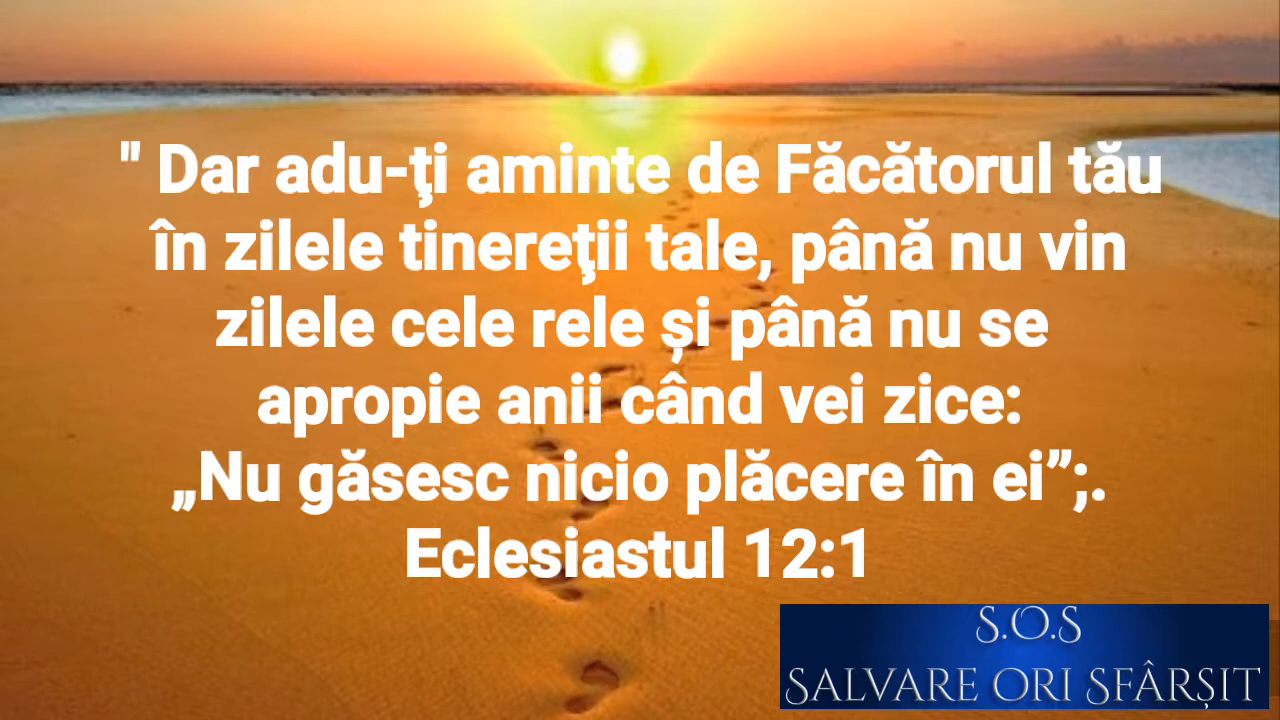 " Dar adu-ţi aminte de Făcătorul tău
în zilele tinereţii tale, până nu vin
zilele cele rele și până nu se
apropie anii când vei zice:
„Nu găsesc nicio plăcere în ei”;.
Eclesiastul 12:1
S.O.S
SALVARE ORI SFÂRȘIT